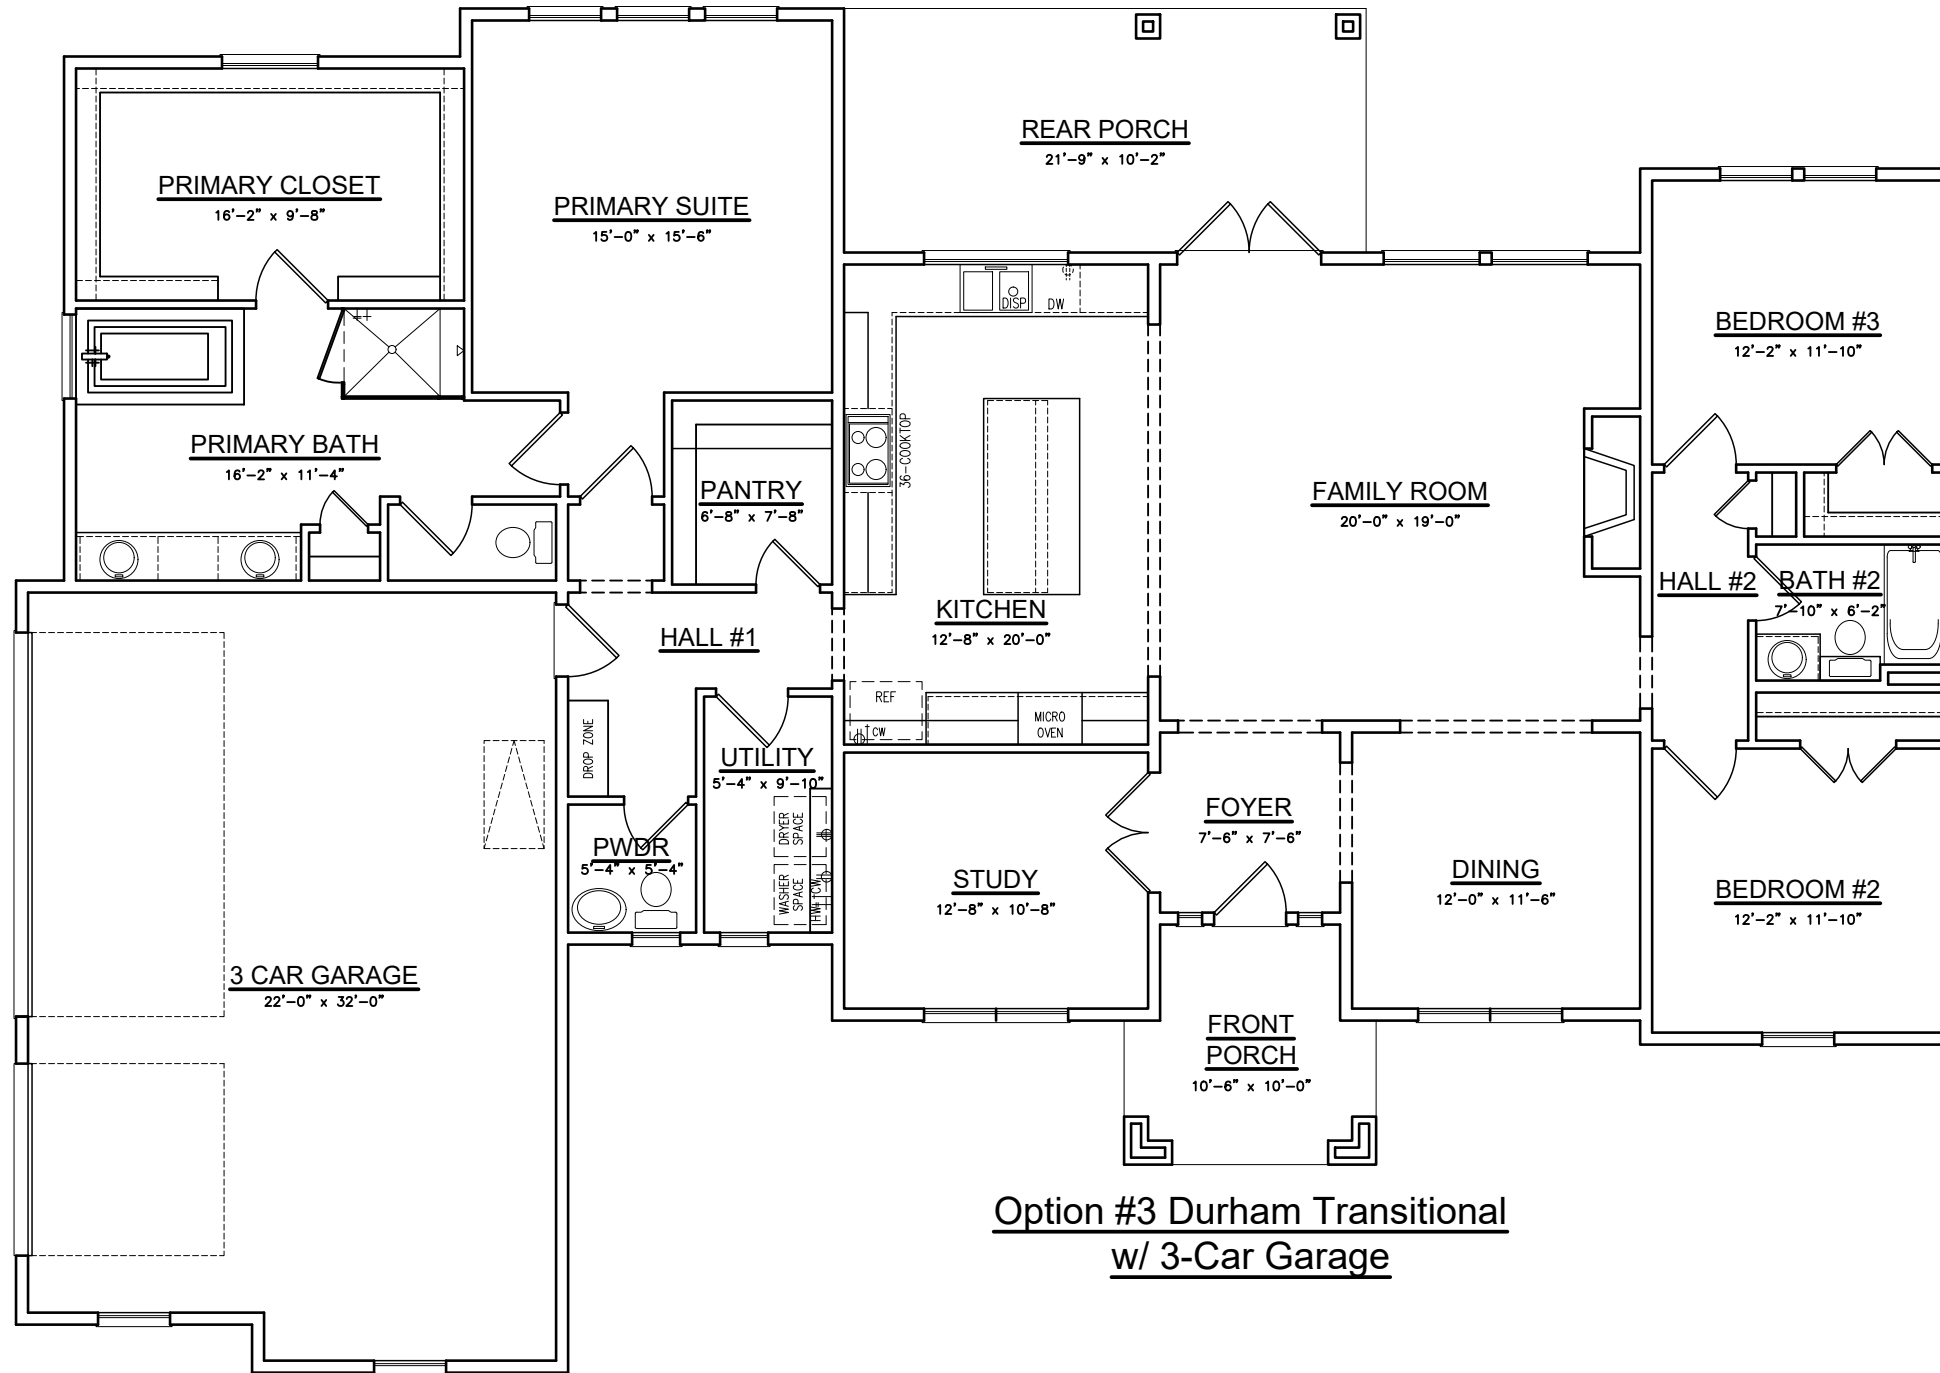 REAR PORCH
21'-9" x 10'-2"
PRIMARY CLOSET
16'-2" x 9'-8"
PRIMARY SUITE
15'-0" x 15'-6"
DISP
DW
BEDROOM #3
12'-2" x 11'-10"
PRIMARY BATH
16'-2" x 11'-4"
36-COOKTOP
PANTRY
6'-8" x 7'-8"
FAMILY ROOM
20'-0" x 19'-0"
HALL #2
BATH #2
7'-10" x 6'-2"
KITCHEN
12'-8" x 20'-0"
HALL #1
REF
CW
MICRO
OVEN
DROP ZONE
UTILITY
5'-4" x 9'-10"
DRYER
SPACE
WASHER
SPACE
HW
CW
PWDR
5'-4" x 5'-4"
STUDY
12'-8" x 10'-8"
FOYER
7'-6" x 7'-6"
DINING
12'-0" x 11'-6"
BEDROOM #2
12'-2" x 11'-10"
3 CAR GARAGE
22'-0" x 32'-0"
FRONT
PORCH
10'-6" x 10'-0"
Option #3 Durham Transitional
w/ 3-Car Garage